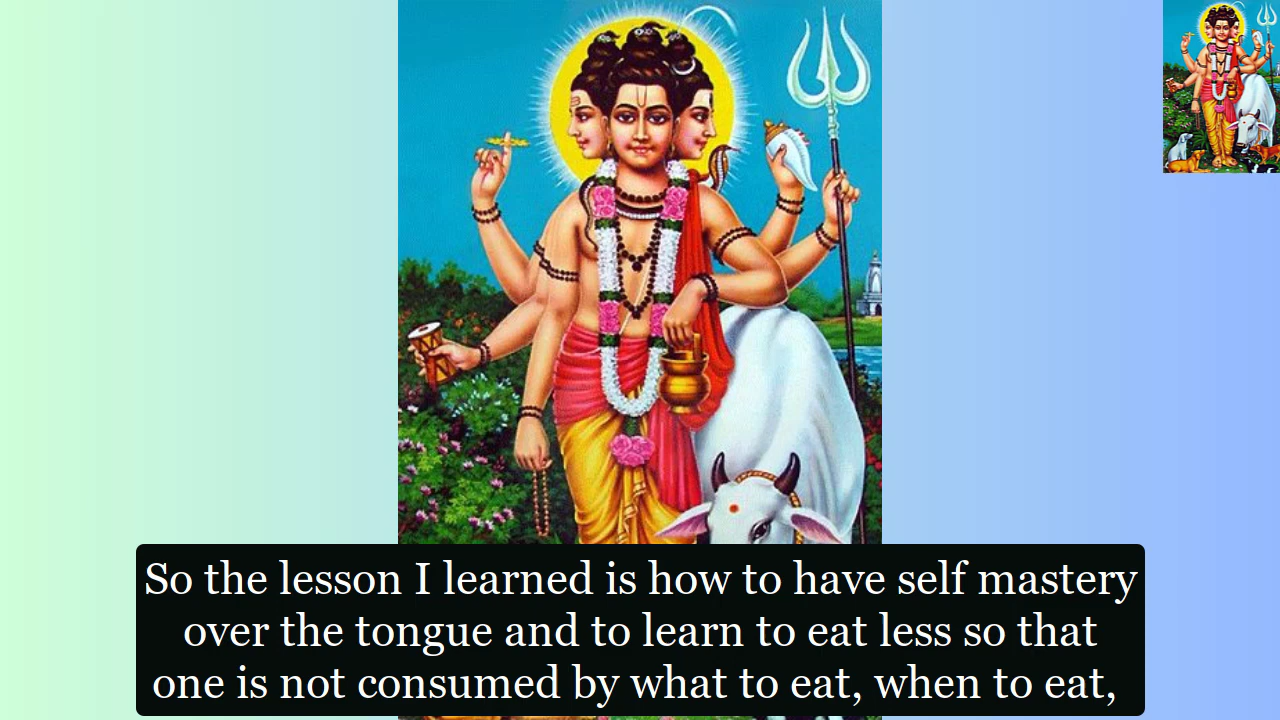 So the lesson I learned is how to have self mastery
over the tongue and to learn to eat less so that
one is not consumed by what to eat, when to eat,